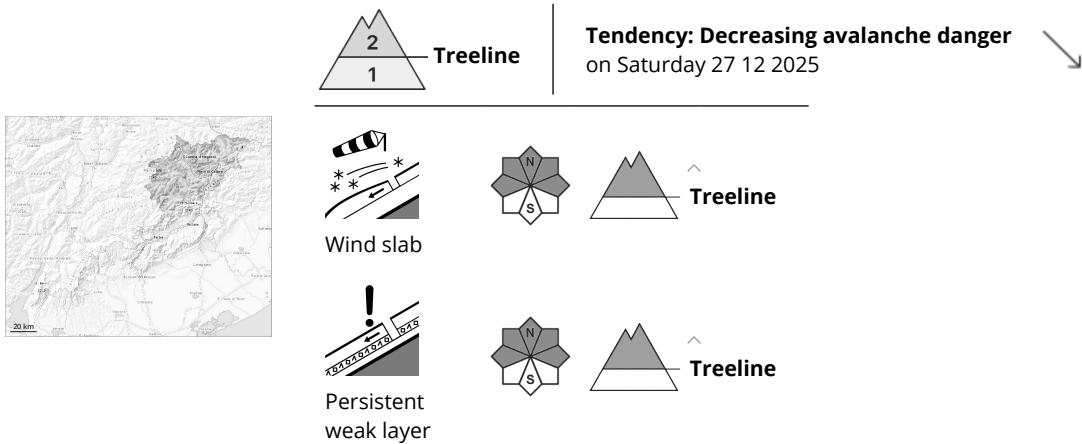 2
Treeline
1
Tendency: Decreasing avalanche danger
on Saturday 27 12 2025
20 km
N
S
Treeline
Wind slab
N
S
Treeline
Persistent
weak layer